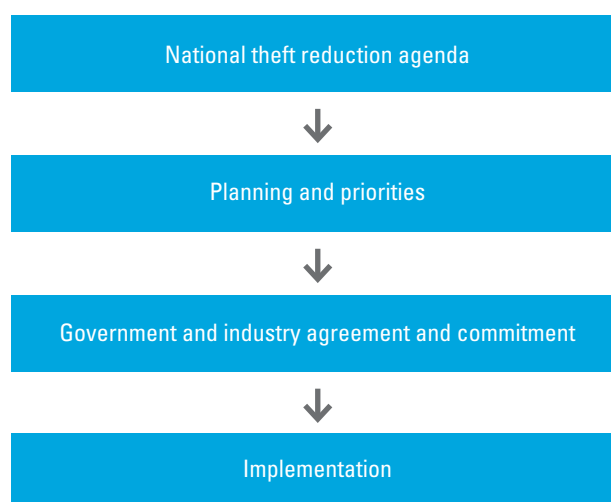 National theft reduction agenda
Planning and priorities
Government and industry agreement and commitment
Implementation